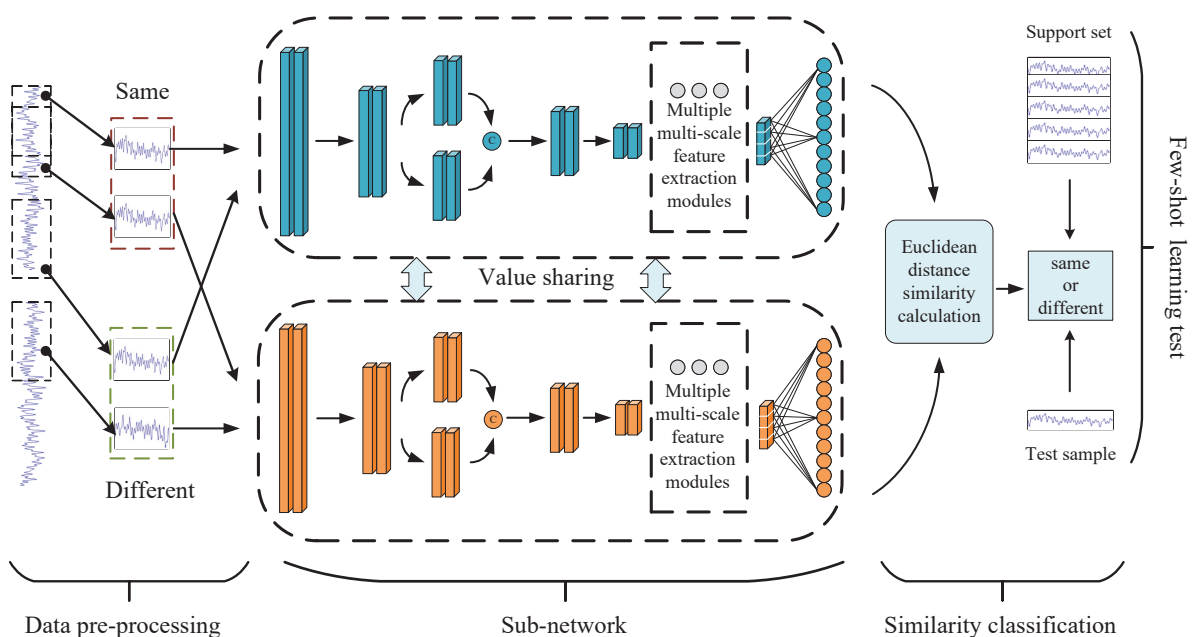 Support set
Same
Multiple
multi-scale
feature
extraction
modules
C
Few-shot learning test
Value sharing
Euclidean
distance
similarity
calculation
same
or
different
Multiple
multi-scale
feature
extraction
modules
C
Test sample
Different
Data pre-processing
Sub-network
Similarity classification